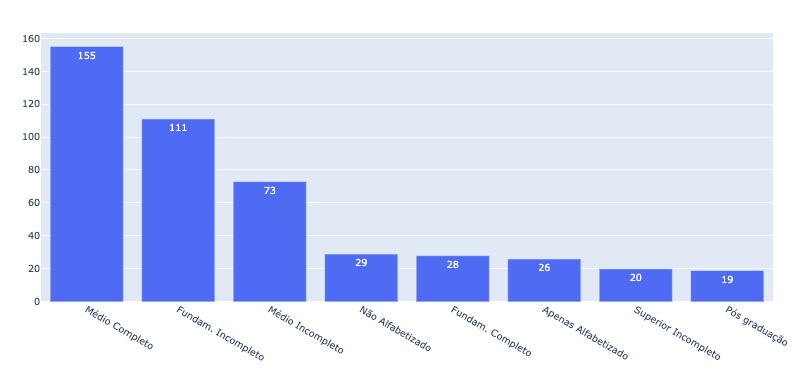 160
140
120
100
80
60
40
20
0
155
111
73
29
28
26
20
19
Médio Completo
Fundam. Incompleto
Médio Incompleto
Não Alfabetizado
Fundam. Completo
Apenas Alfabetizado
Superior Incompleto
Pós graduação